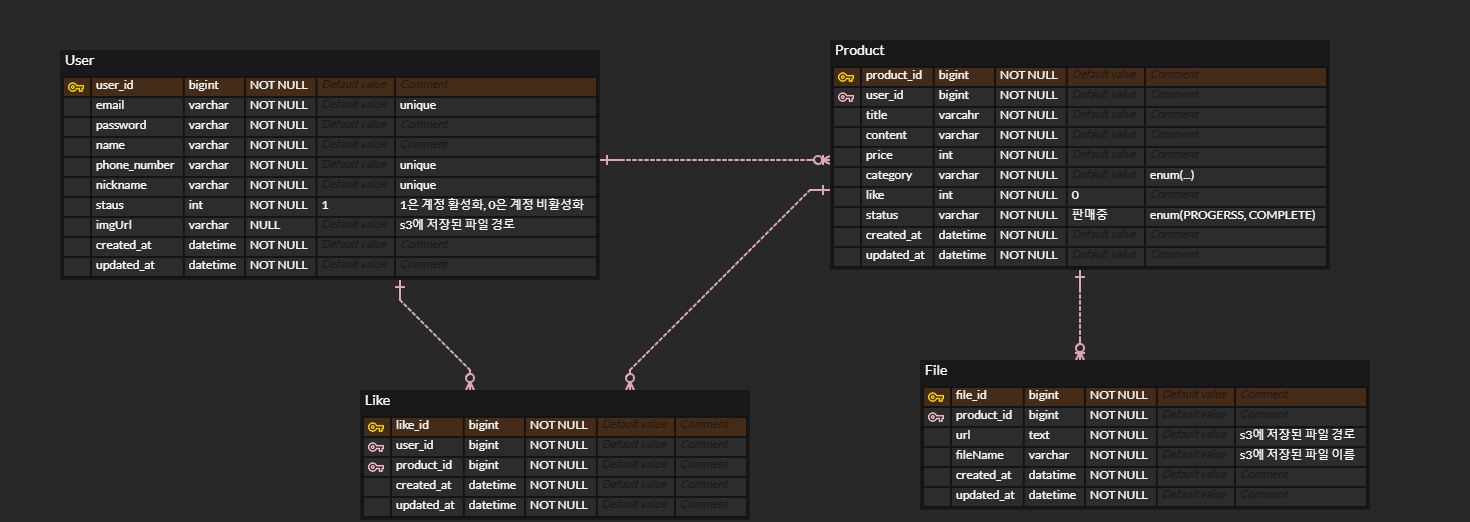 User
user_id bigint NOT NULL Default value Comment
email varchar NOT NULL Default value unique
password varchar NOT NULL Default value Comment
name varchar NOT NULL Default value Comment
phone_number varchar NOT NULL Default value unique
nickname varchar NOT NULL Default value unique
staus int NOT NULL 1 1은 계정 활성화, 0은 계정 비활성화
imgUrl varchar NULL Default value s3에 저장된 파일 경로
created_at datetime NOT NULL Default value Comment
updated_at datetime NOT NULL Default value Comment
Product
product_id bigint NOT NULL Default value Comment
user_id bigint NOT NULL Default value Comment
title varcahr NOT NULL Default value Comment
content varchar NOT NULL Default value Comment
price int NOT NULL Default value Comment
category varchar NOT NULL Default value enum(...)
like int NOT NULL 0 Comment
status varchar NOT NULL 판매중 enum(PROGERSS, COMPLETE)
created_at datetime NOT NULL Default value Comment
updated_at datetime NOT NULL Default value Comment
Like
like_id bigint NOT NULL Default value Comment
user_id bigint NOT NULL Default value Comment
product_id bigint NOT NULL Default value Comment
created_at datetime NOT NULL Default value Comment
updated_at datetime NOT NULL Default value Comment
File
file_id bigint NOT NULL Default value Comment
product_id bigint NOT NULL Default value Comment
url text NOT NULL Default value s3에 저장된 파일 경로
fileName varchar NOT NULL Default value s3에 저장된 파일 이름
created_at datatime NOT NULL Default value Comment
updated_at datatime NOT NULL Default value Comment